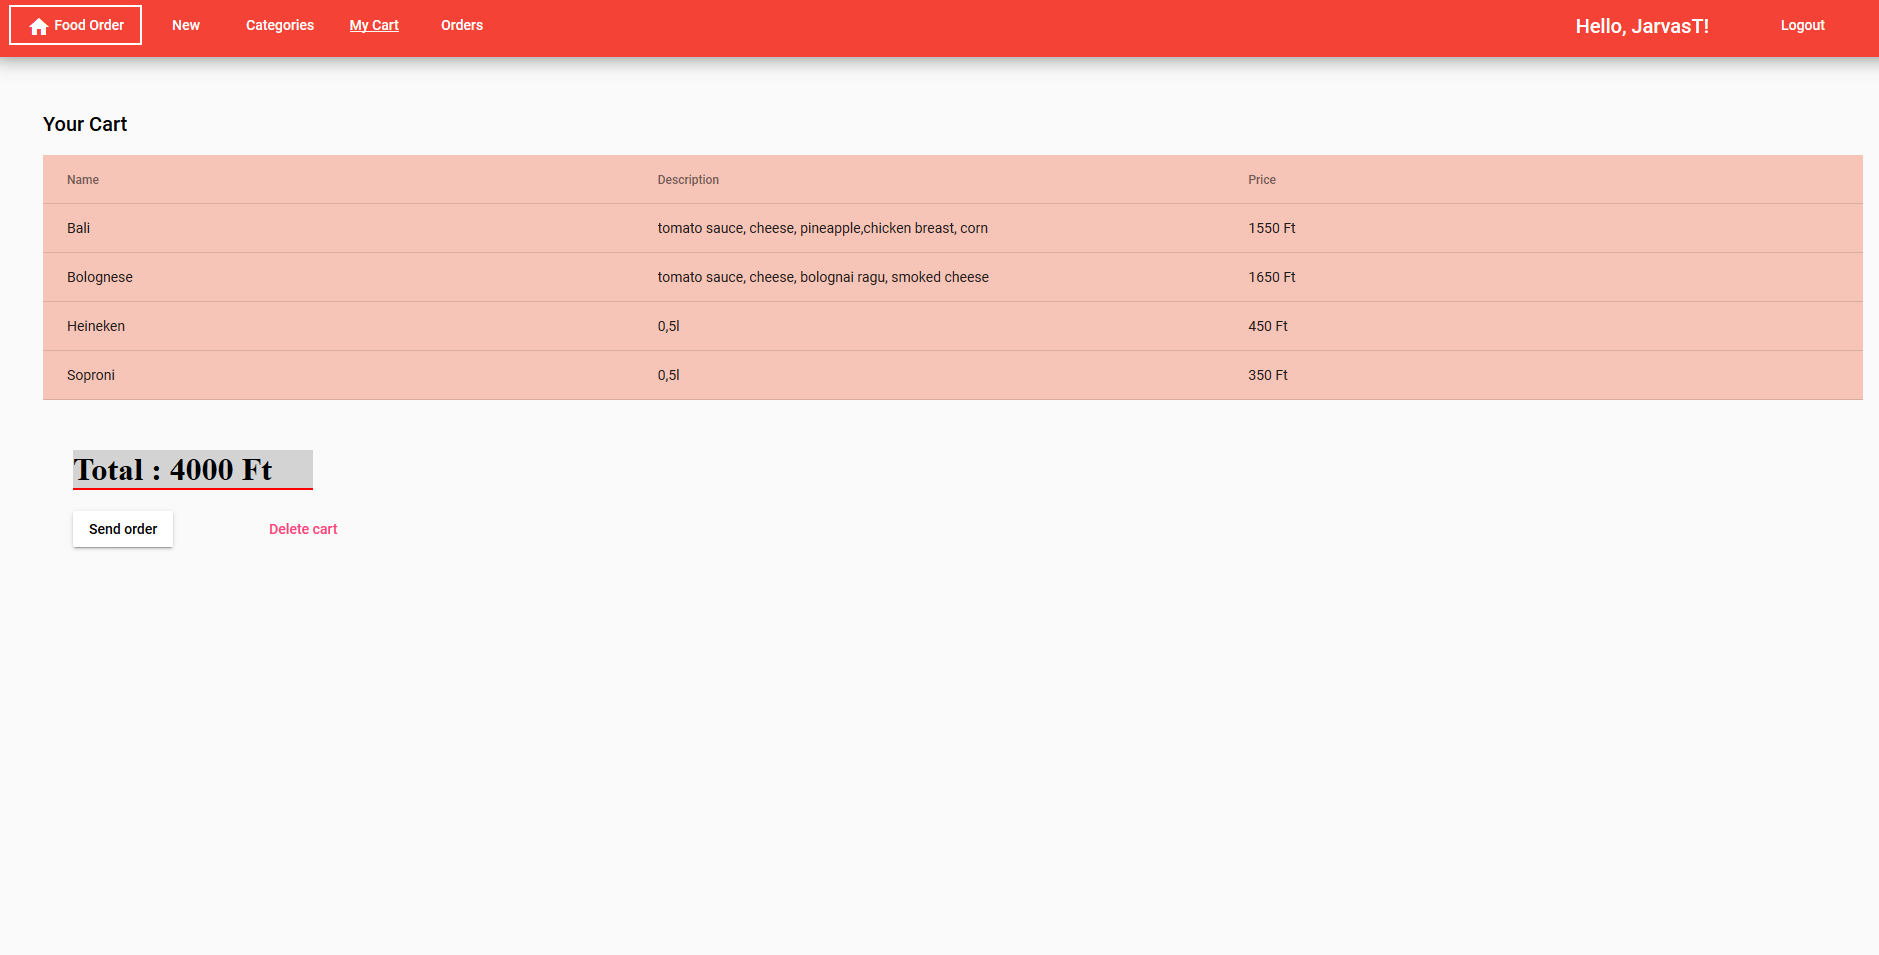 Food Order New Categories My Cart Orders Hello, JarvasT! Logout
Your Cart
Name Description Price
Bali tomato sauce, cheese, pineapple,chicken breast, corn 1550 Ft
Bolognese tomato sauce, cheese, bolognai ragu, smoked cheese 1650 Ft
Heineken 0,5l 450 Ft
Soproni 0,5l 350 Ft
Total : 4000 Ft
Send order Delete cart